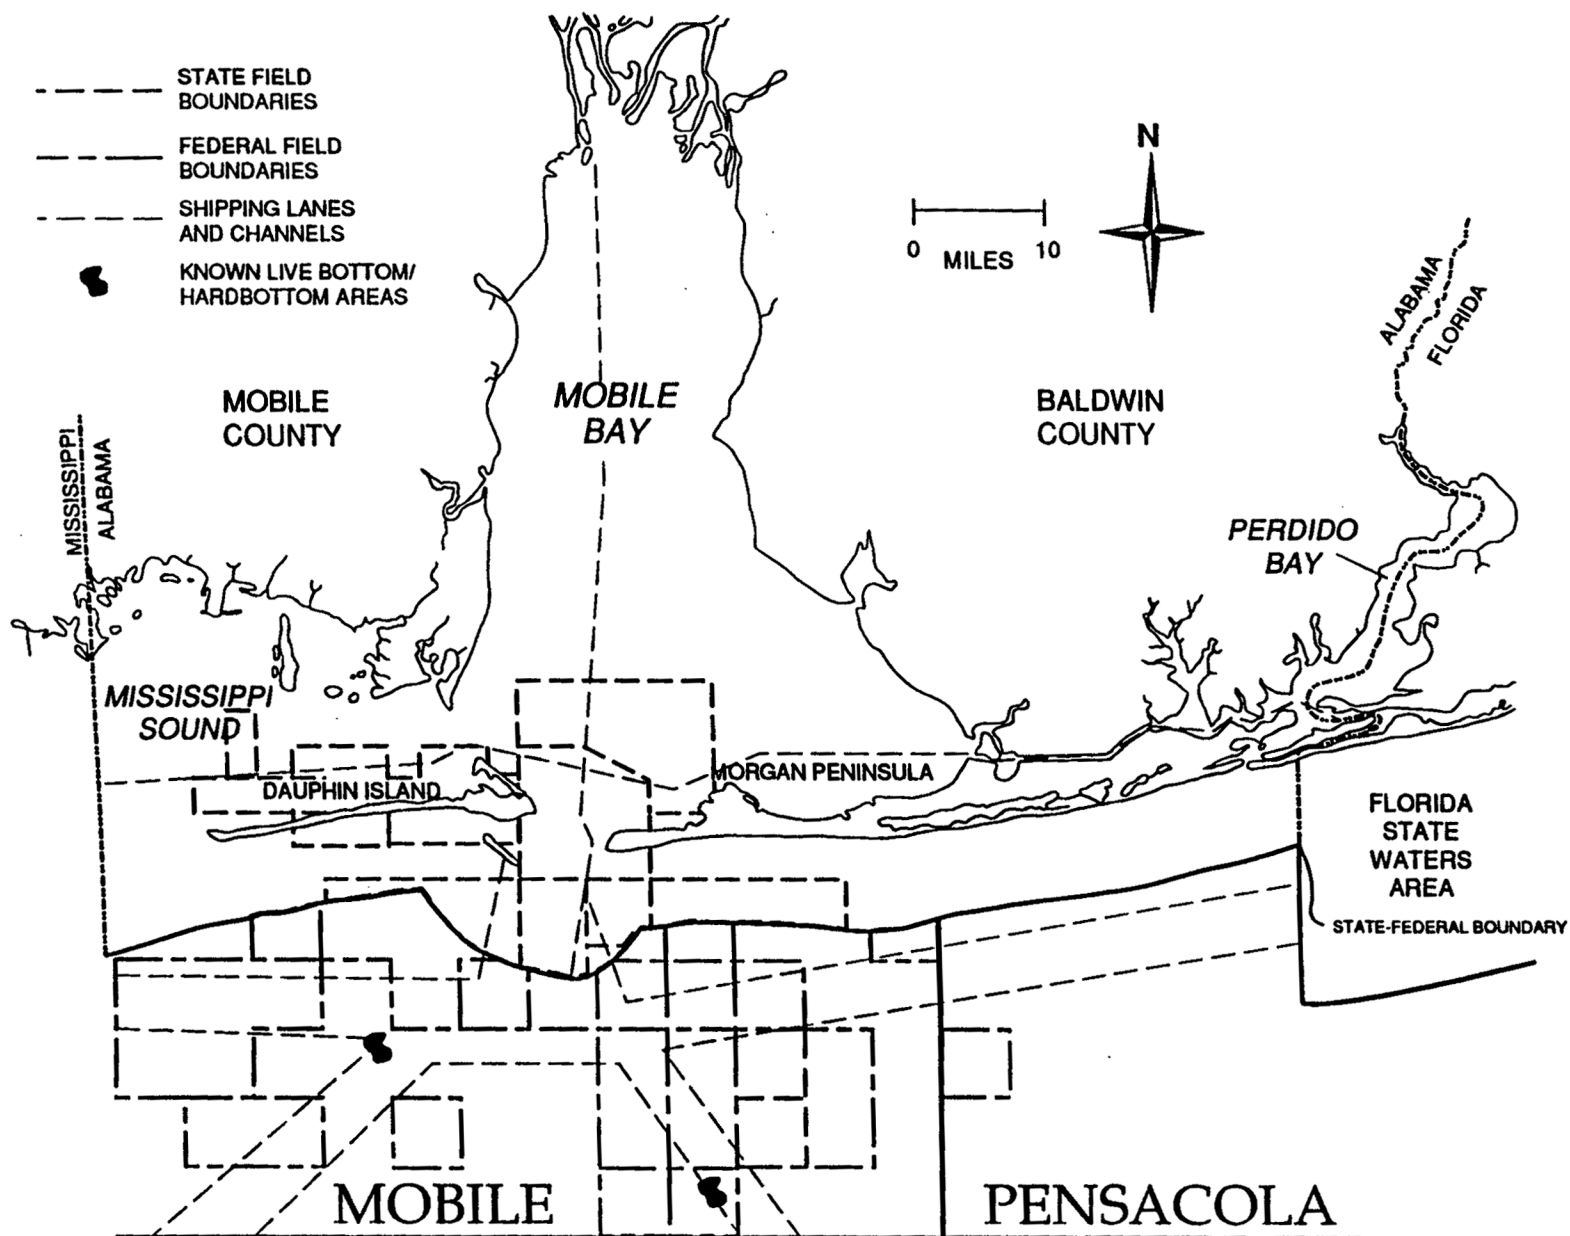 STATE FIELD
BOUNDARIES
FEDERAL FIELD
BOUNDARIES
SHIPPING LANES
AND CHANNELS
KNOWN LIVE BOTTOM/
HARDBOTTOM AREAS
N
0 MILES 10
ALABAMA
FLORIDA
MOBILE
COUNTY
MOBILE
BAY
BALDWIN
COUNTY
MISSISSIPPI
ALABAMA
PERDIDO
BAY
MISSISSIPPI
SOUND
DAUPHIN ISLAND
MORGAN PENINSULA
FLORIDA
STATE
WATERS
AREA
STATE-FEDERAL BOUNDARY
MOBILE
PENSACOLA